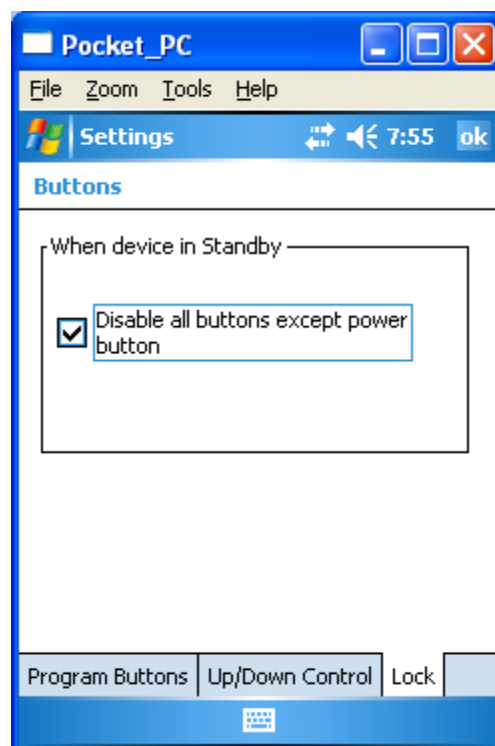 Pocket_PC
File Zoom Tools Help
Settings 7:55 ok
Buttons
When device in Standby
Disable all buttons except power
button
Program Buttons Up/Down Control Lock